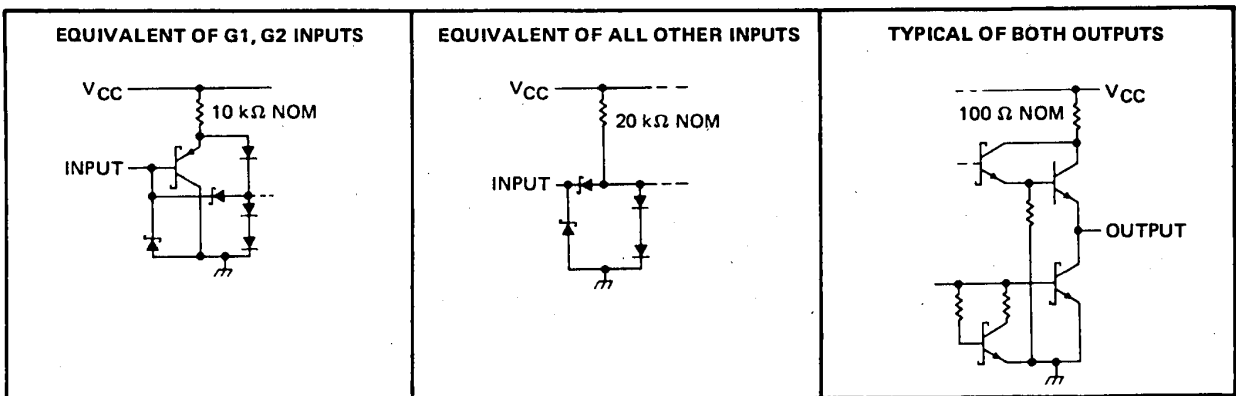 EQUIVALENT OF G1, G2 INPUTS
VCC
10 kΩ NOM
INPUT
EQUIVALENT OF ALL OTHER INPUTS
VCC
20 kΩ NOM
INPUT
TYPICAL OF BOTH OUTPUTS
VCC
100 Ω NOM
OUTPUT